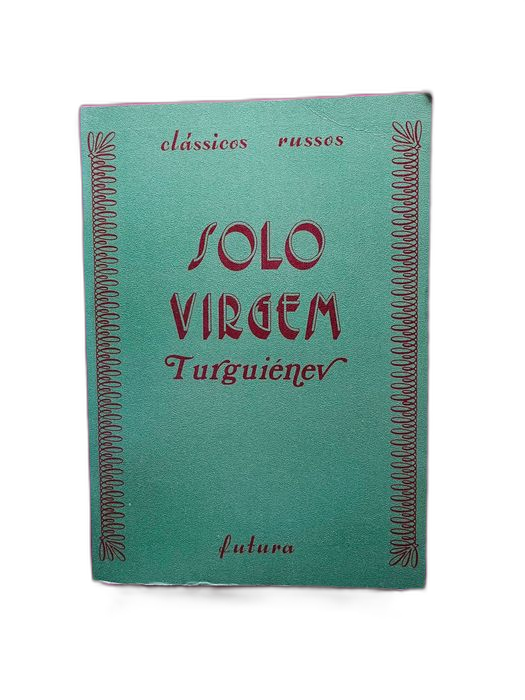 clássicos russos
SOLO
VIRGEM
Turguiénev
futura